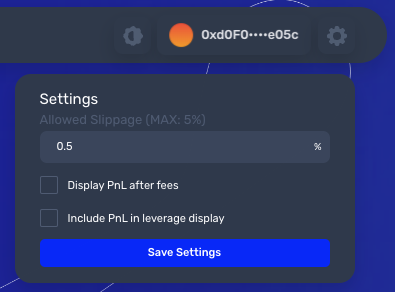 0xd0F0····e05c
Settings
Allowed Slippage (MAX: 5%)
0.5 %
Display PnL after fees
Include PnL in leverage display
Save Settings